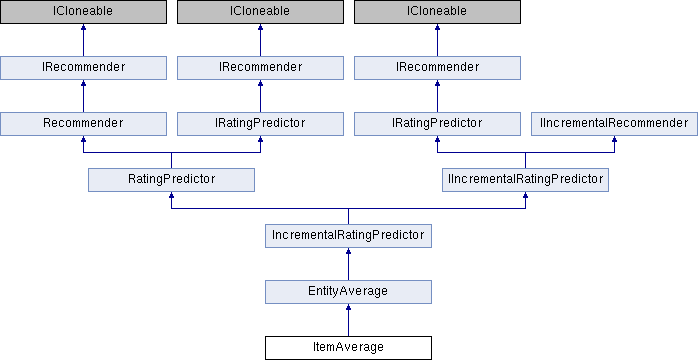 ICloneable ICloneable ICloneable
IRecommender IRecommender IRecommender
Recommender IRatingPredictor IRatingPredictor IIncrementalRecommender
RatingPredictor IIncrementalRatingPredictor
IncrementalRatingPredictor
EntityAverage
ItemAverage